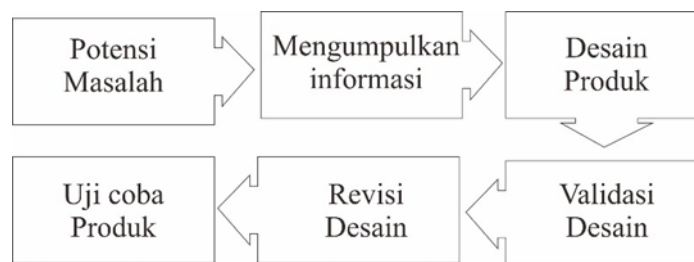 Potensi
Masalah
Mengumpulkan
informasi
Desain
Produk
Validasi
Desain
Revisi
Desain
Uji coba
Produk